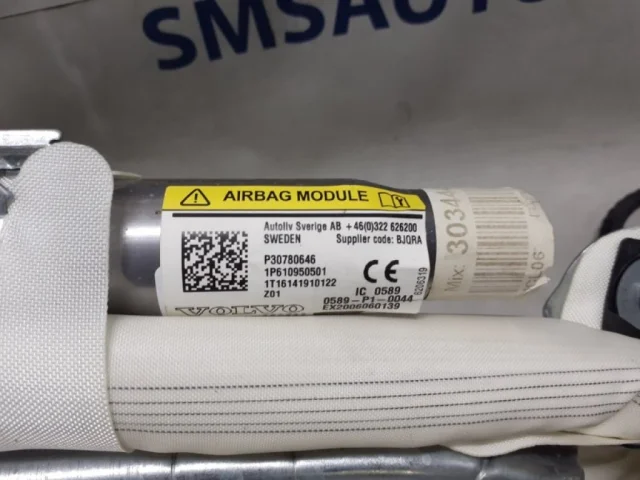 SMSAUTO
AIRBAG MODULE
Autoliv Sverige AB +46(0)322 626200
SWEDEN Supplier code: BJQRA
P30780646
1P610950501
1T16141910122
Z01
CE
IC 0589
0589-P1-0044
EX2006060139
0206319
VOLVO
Mix: